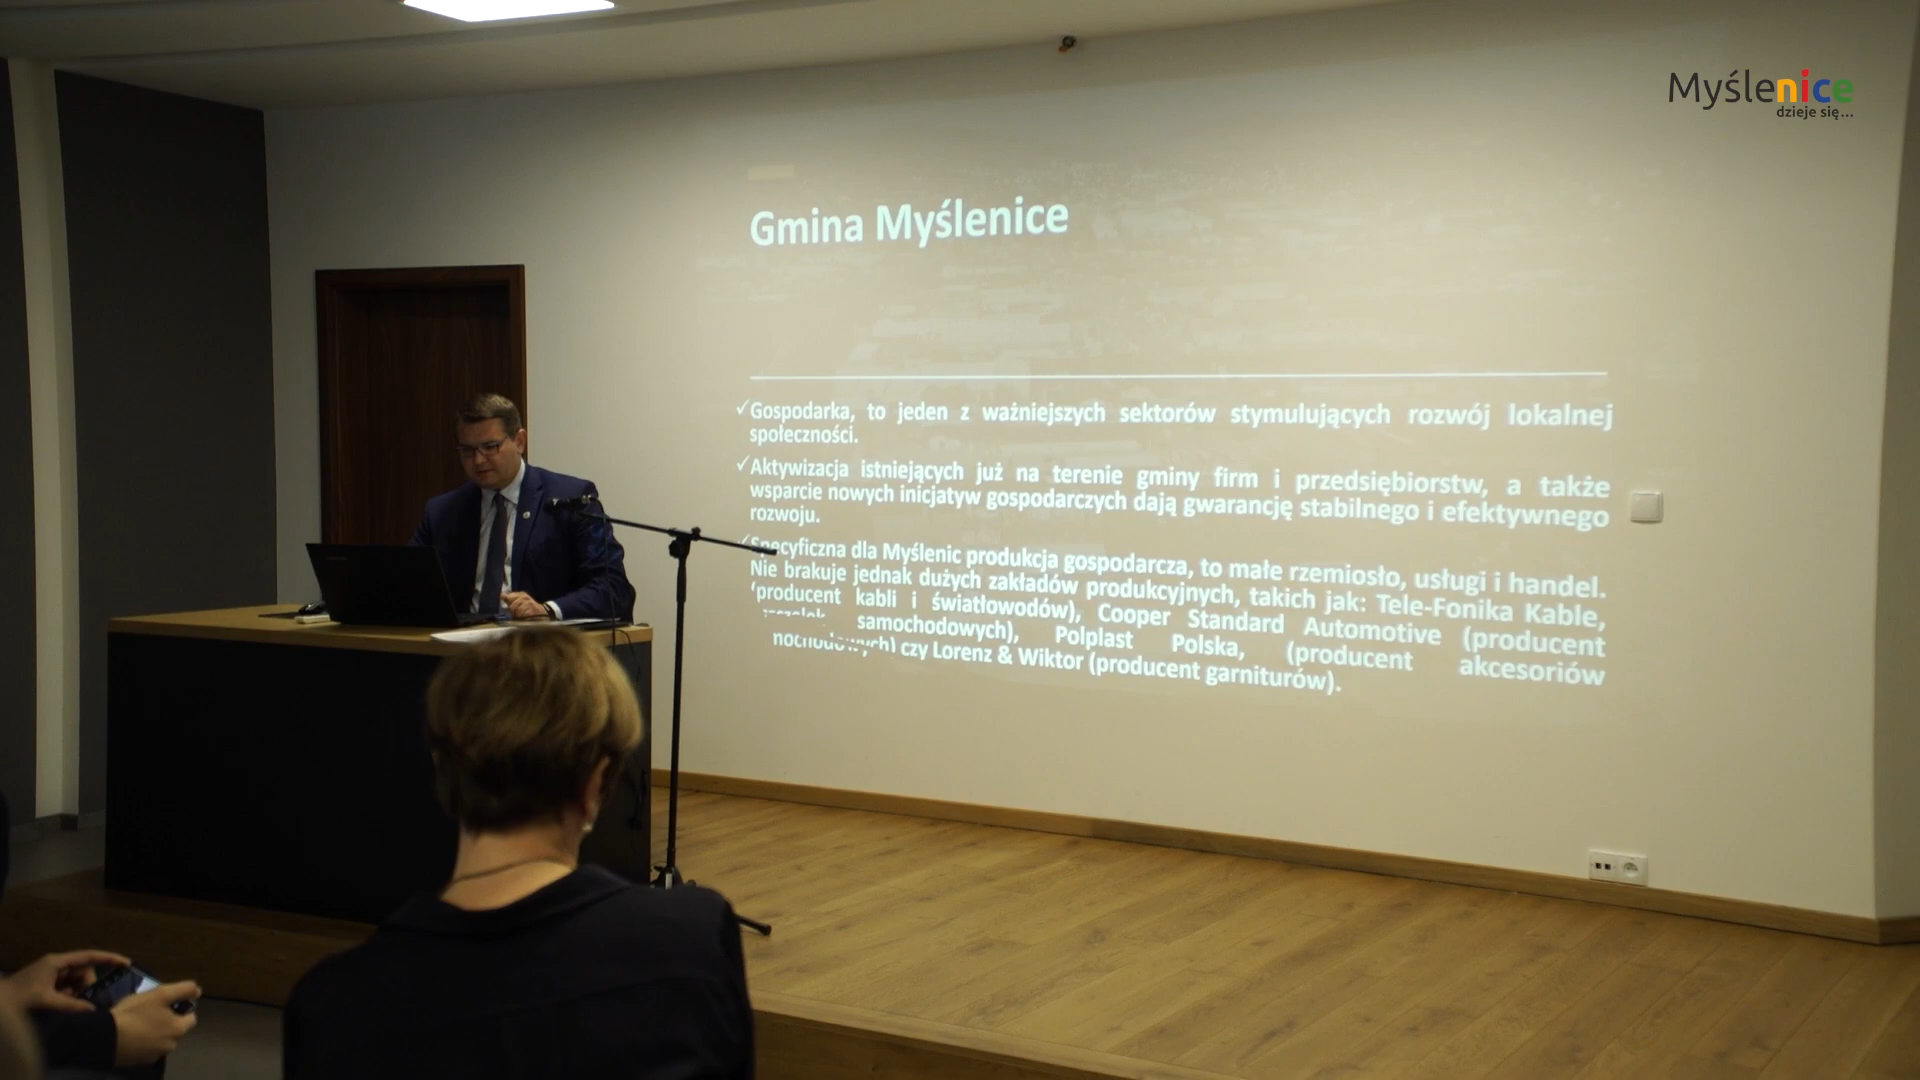 Myślenice
dzieje się...
Gmina Myślenice
✓Gospodarka, to jeden z ważniejszych sektorów stymulujących rozwój lokalnej
społeczności.
✓Aktywizacja istniejących już na terenie gminy firm i przedsiębiorstw, a także
wsparcie nowych inicjatyw gospodarczych dają gwarancję stabilnego i efektywnego
rozwoju.
✓Specyficzna dla Myślenic produkcja gospodarcza, to małe rzemiosło, usługi i handel.
Nie brakuje jednak dużych zakładów produkcyjnych, takich jak: Tele-Fonika Kable,
(producent kabli i światłowodów), Cooper Standard Automotive (producent
samochodowych), Polplast Polska, (producent akcesoriów
czy Lorenz & Wiktor (producent garniturów).